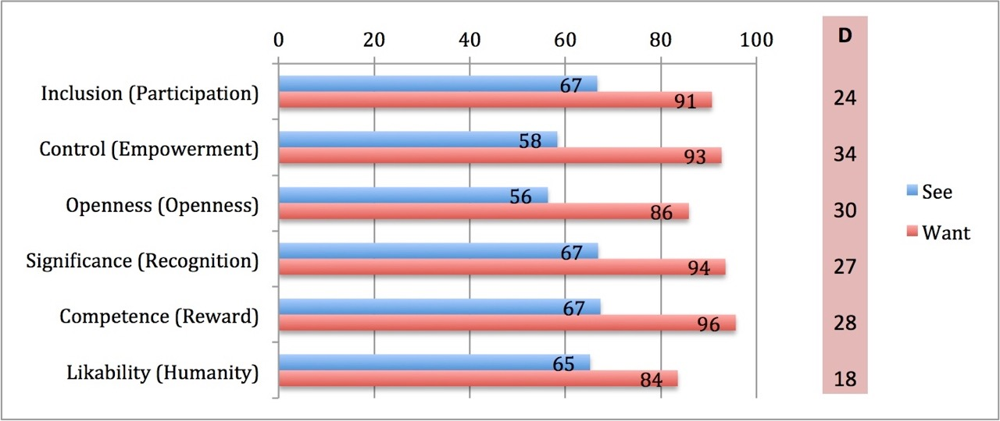 0 20 40 60 80 100 D
Inclusion (Participation) 67 91 24
Control (Empowerment) 58 93 34
Openness (Openness) 56 86 30
Significance (Recognition) 67 94 27
Competence (Reward) 67 96 28
Likability (Humanity) 65 84 18
See
Want